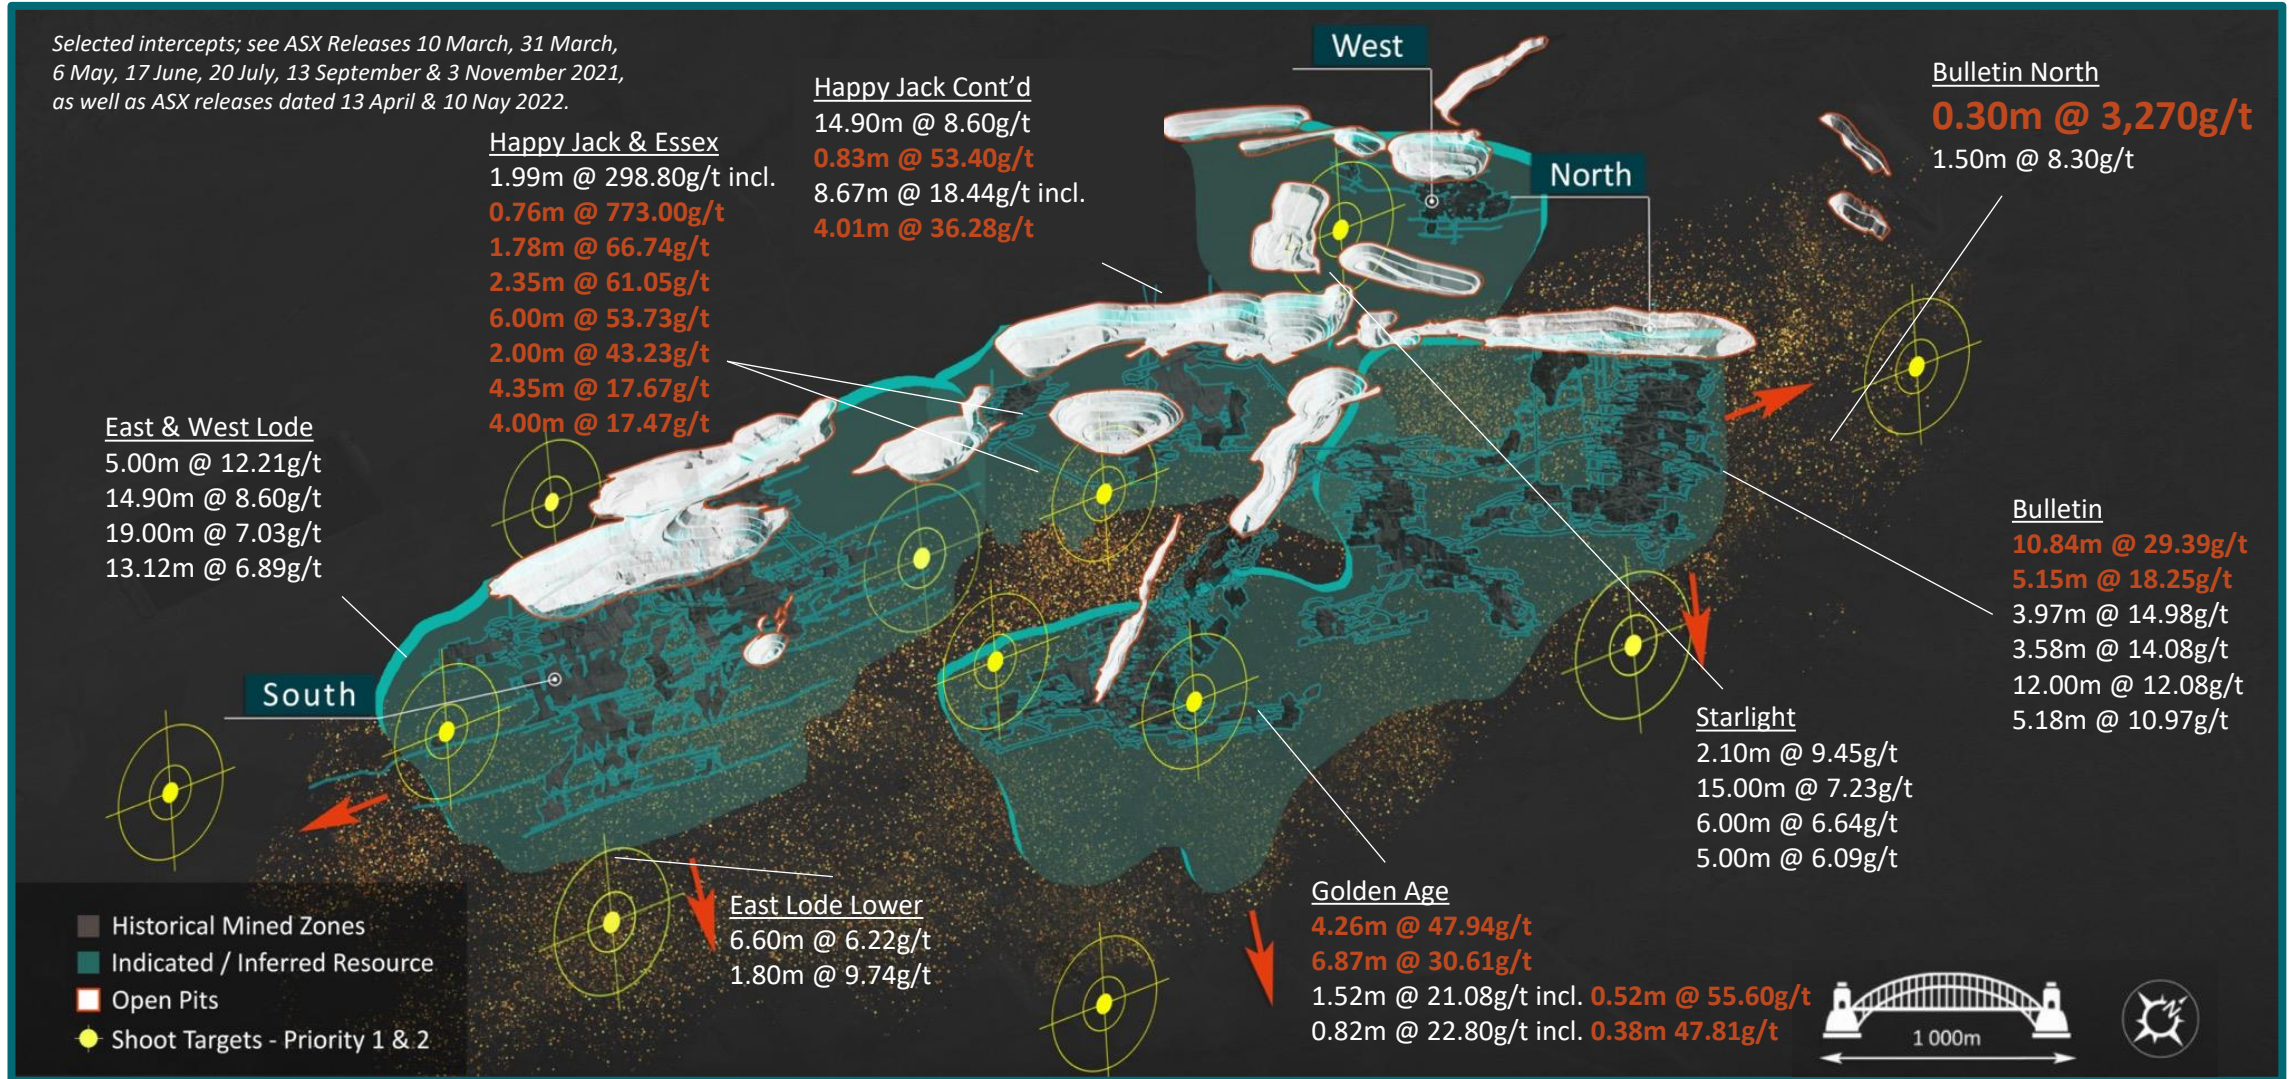 Selected intercepts; see ASX Releases 10 March, 31 March,
6 May, 17 June, 20 July, 13 September & 3 November 2021,
as well as ASX releases dated 13 April & 10 Nay 2022.
Happy Jack & Essex
1.99m @ 298.80g/t incl.
0.76m @ 773.00g/t
1.78m @ 66.74g/t
2.35m @ 61.05g/t
6.00m @ 53.73g/t
2.00m @ 43.23g/t
4.35m @ 17.67g/t
4.00m @ 17.47g/t
Happy Jack Cont'd
14.90m @ 8.60g/t
0.83m @ 53.40g/t
8.67m @ 18.44g/t incl.
4.01m @ 36.28g/t
West
North
Bulletin North
0.30m @ 3,270g/t
1.50m @ 8.30g/t
East & West Lode
5.00m @ 12.21g/t
14.90m @ 8.60g/t
19.00m @ 7.03g/t
13.12m @ 6.89g/t
South
Bulletin
10.84m @ 29.39g/t
5.15m @ 18.25g/t
3.97m @ 14.98g/t
3.58m @ 14.08g/t
12.00m @ 12.08g/t
5.18m @ 10.97g/t
Starlight
2.10m @ 9.45g/t
15.00m @ 7.23g/t
6.00m @ 6.64g/t
5.00m @ 6.09g/t
East Lode Lower
6.60m @ 6.22g/t
1.80m @ 9.74g/t
Golden Age
4.26m @ 47.94g/t
6.87m @ 30.61g/t
1.52m @ 21.08g/t incl. 0.52m @ 55.60g/t
0.82m @ 22.80g/t incl. 0.38m 47.81g/t
Historical Mined Zones
Indicated / Inferred Resource
Open Pits
Shoot Targets - Priority 1 & 2
1 000m